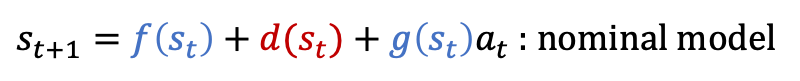 s_{t+1} = f(s_t) + d(s_t) + g(s_t)a_t : nominal model